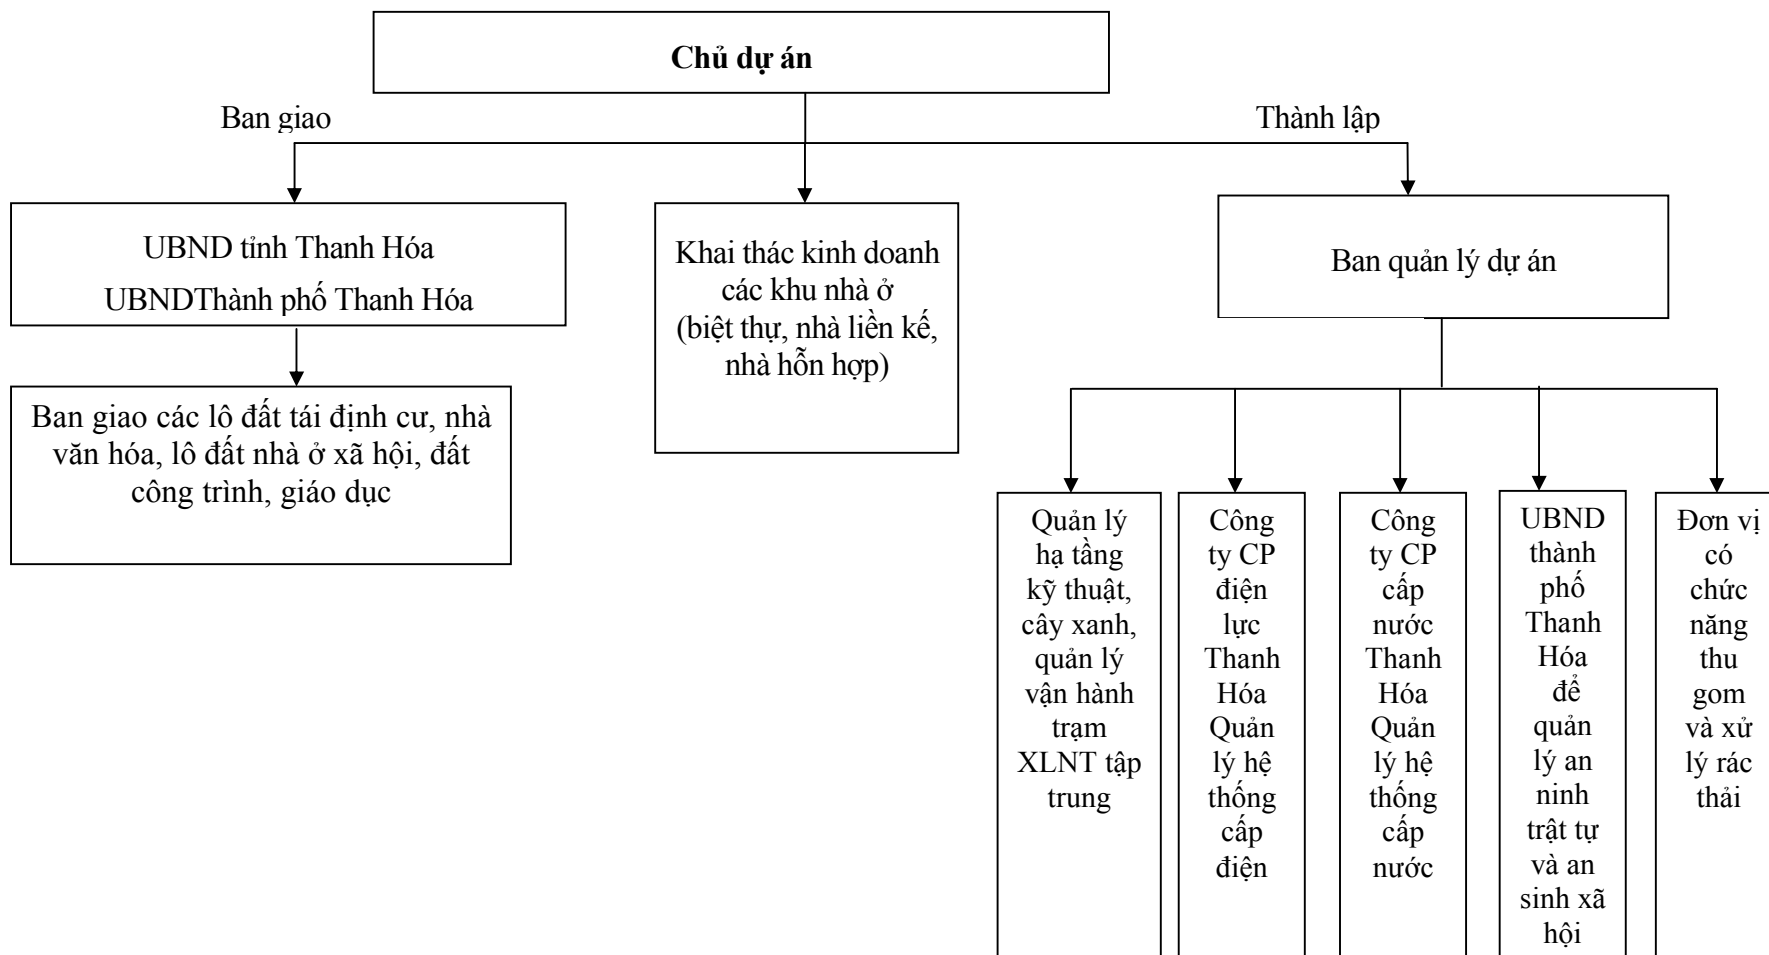 Chủ dự án
Ban giao
Thành lập
UBND tỉnh Thanh Hóa
UBNDThành phố Thanh Hóa
Khai thác kinh doanh
các khu nhà ở
(biệt thự, nhà liền kế,
nhà hỗn hợp)
Ban quản lý dự án
Ban giao các lô đất tái định cư, nhà
văn hóa, lô đất nhà ở xã hội, đất
công trình, giáo dục
Quản lý
hạ tầng
kỹ thuật,
cây xanh,
quản lý
vận hành
trạm
XLNT tập
trung
Công
ty CP
điện
lực
Thanh
Hóa
Quản
lý hệ
thống
cấp
điện
Công
ty CP
cấp
nước
Thanh
Hóa
Quản
lý hệ
thống
cấp
nước
UBND
thành
phố
Thanh
Hóa
để
quản
lý an
ninh
trật tự
và an
sinh xã
hội
Đơn vị
có
chức
năng
thu
gom
và xử
lý rác
thải